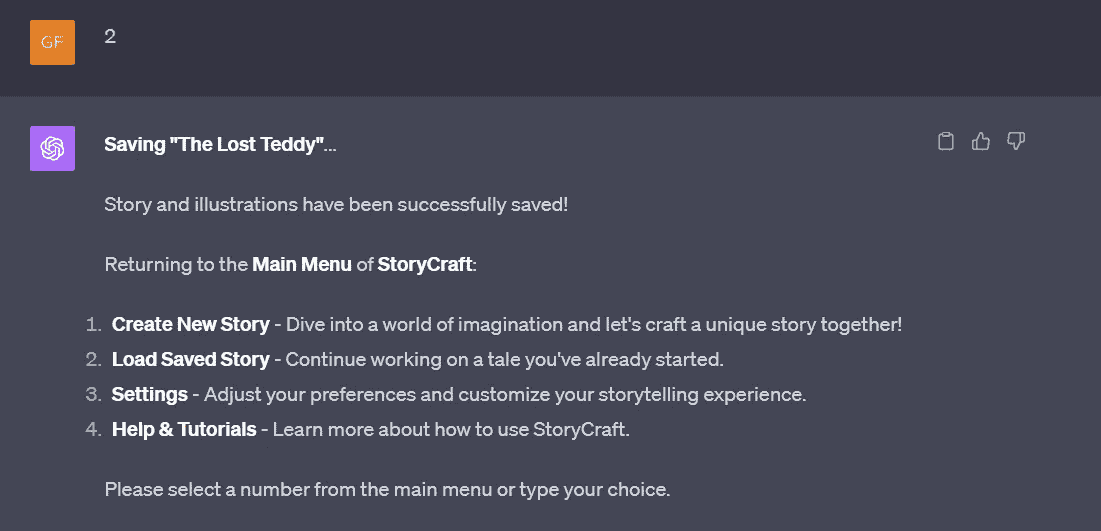 GF
2
Saving "The Lost Teddy"...
Story and illustrations have been successfully saved!
Returning to the Main Menu of StoryCraft:
1. Create New Story - Dive into a world of imagination and let's craft a unique story together!
2. Load Saved Story - Continue working on a tale you've already started.
3. Settings - Adjust your preferences and customize your storytelling experience.
4. Help & Tutorials - Learn more about how to use StoryCraft.
Please select a number from the main menu or type your choice.